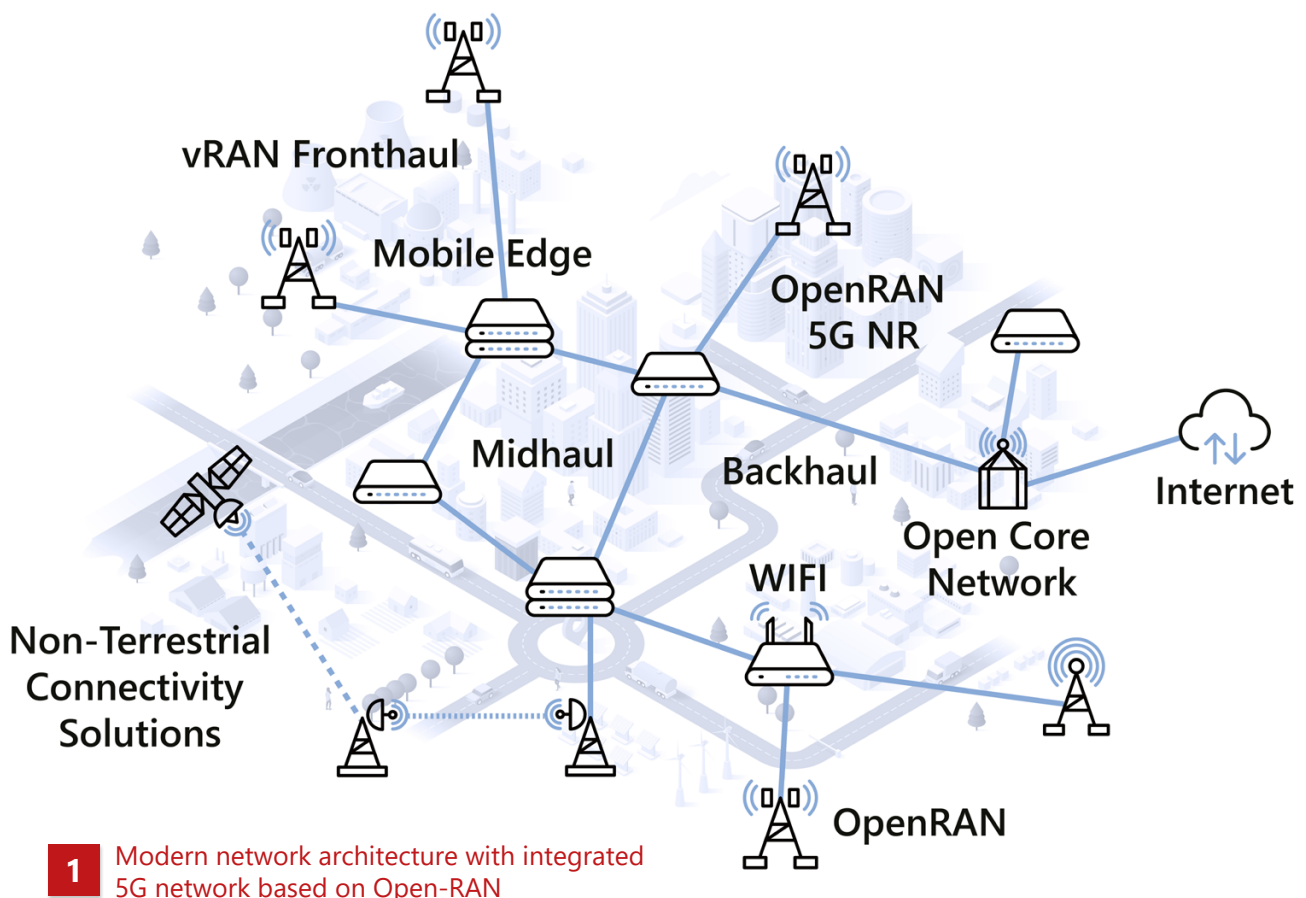 vRAN Fronthaul
Mobile Edge
OpenRAN
5G NR
Midhaul
Backhaul
Internet
Open Core
Network
WIFI
Non-Terrestrial
Connectivity
Solutions
OpenRAN
1
Modern network architecture with integrated
5G network based on Open-RAN